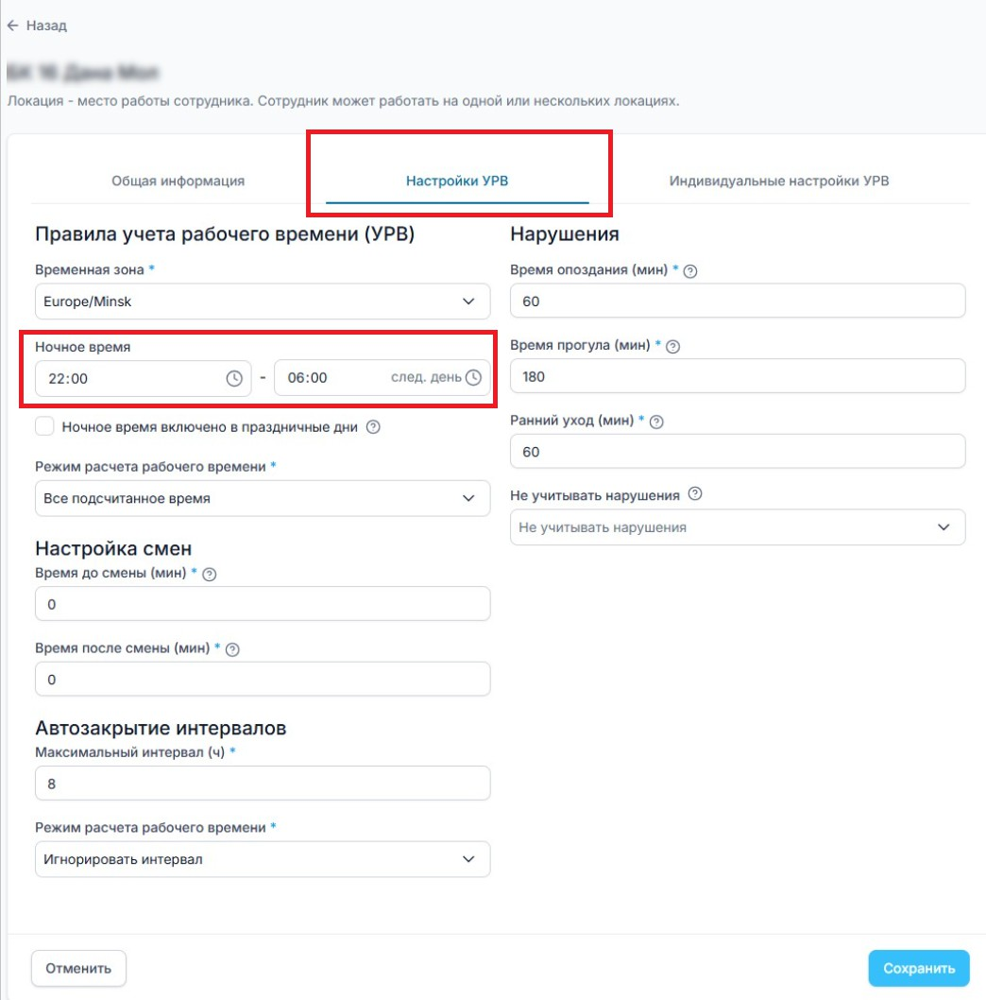 ← Назад
Локация - место работы сотрудника. Сотрудник может работать на одной или нескольких локациях.
Общая информация
Настройки УРВ
Индивидуальные настройки УРВ
Правила учета рабочего времени (УРВ)
Временная зона *
Europe/Minsk
Ночное время
22:00 - 06:00 след. день
Ночное время включено в праздничные дни
Режим расчета рабочего времени *
Все подсчитанное время
Настройка смен
Время до смены (мин) *
0
Время после смены (мин) *
0
Автозакрытие интервалов
Максимальный интервал (ч) *
8
Режим расчета рабочего времени *
Игнорировать интервал
Нарушения
Время опоздания (мин) *
60
Время прогула (мин) *
180
Ранний уход (мин) *
60
Не учитывать нарушения
Не учитывать нарушения
Отменить
Сохранить